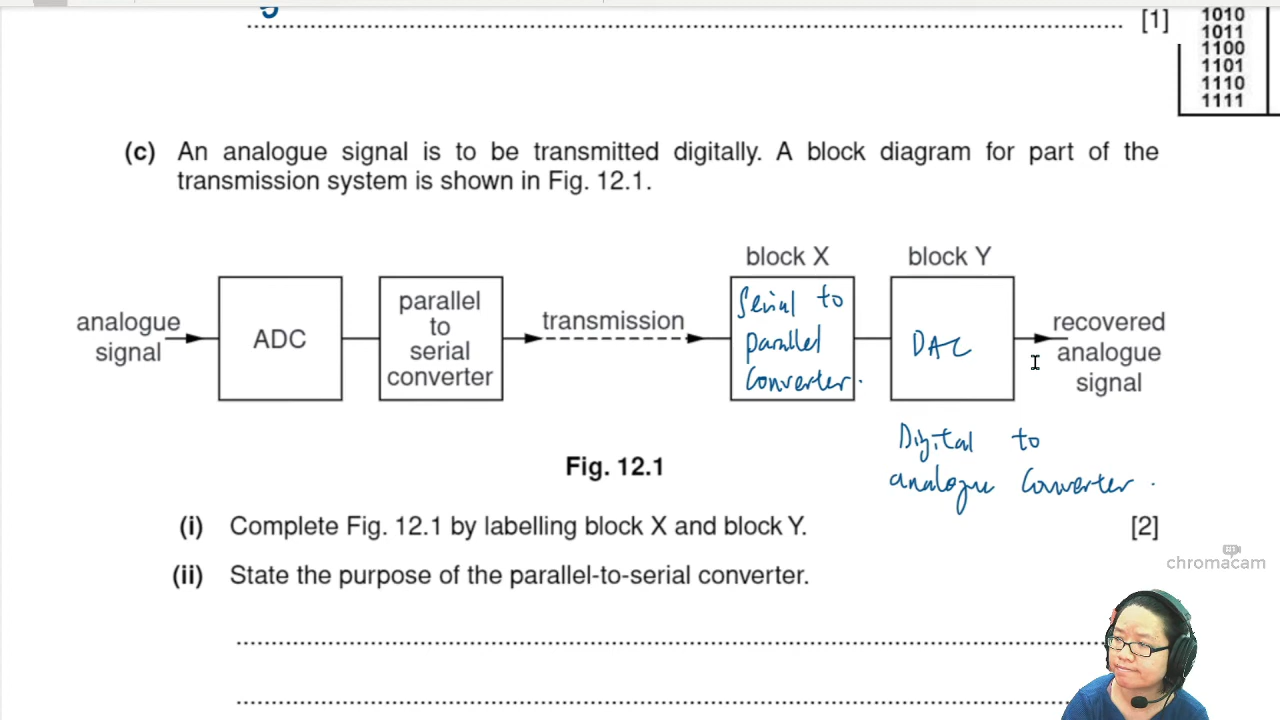 [1]
1010
1011
1100
1101
1110
1111
(c) An analogue signal is to be transmitted digitally. A block diagram for part of the
transmission system is shown in Fig. 12.1.
block X
block Y
analogue
signal
ADC
parallel
to
serial
converter
transmission
Serial to
parallel
Converter.
DAC
recovered
analogue
signal
Digital to
analogue Converter.
Fig. 12.1
(i) Complete Fig. 12.1 by labelling block X and block Y. [2]
(ii) State the purpose of the parallel-to-serial converter.
chromacam